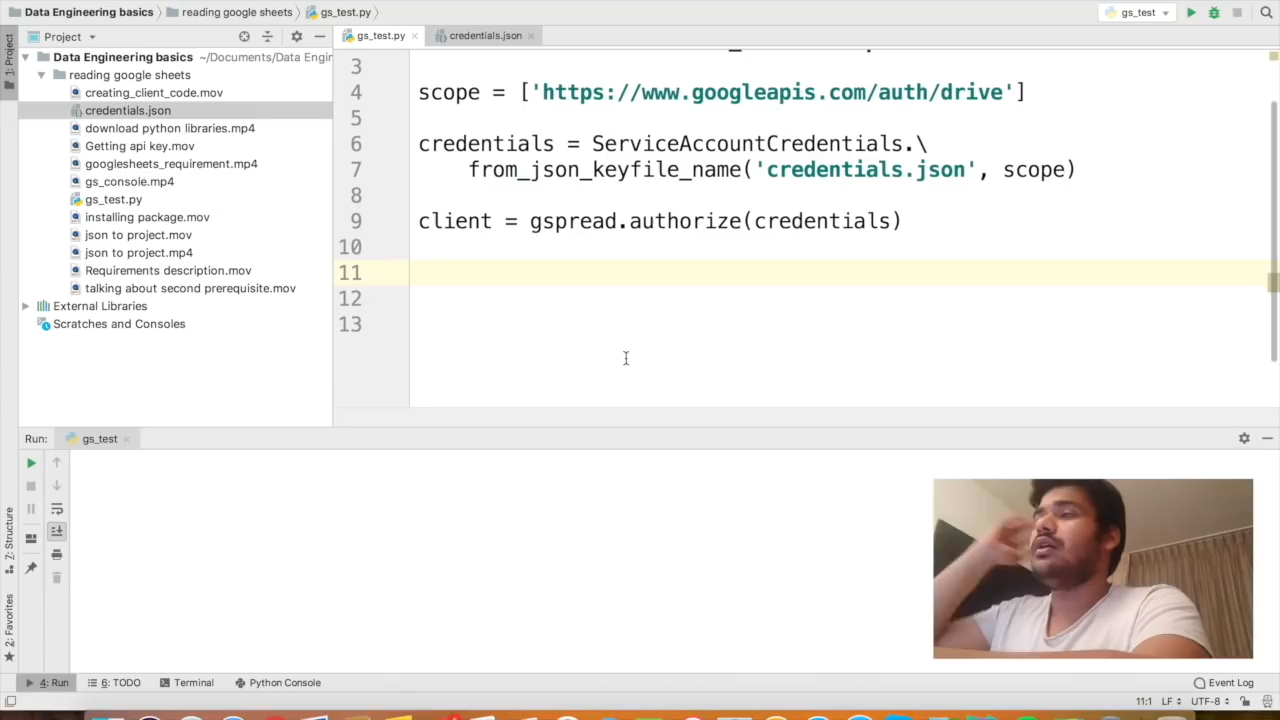 Data Engineering basics
reading google sheets
gs_test.py
gs_test
1: Project
Project
gs_test.py
credentials.json
Data Engineering basics ~/Documents/Data Engir
reading google sheets
creating_client_code.mov
credentials.json
download python libraries.mp4
Getting api key.mov
googlesheets_requirement.mp4
gs_console.mp4
gs_test.py
installing package.mov
json to project.mov
json to project.mp4
Requirements description.mov
talking about second prerequisite.mov
External Libraries
Scratches and Consoles
3
4 scope = ['https://www.googleapis.com/auth/drive']
5
6 credentials = ServiceAccountCredentials.\
7 from_json_keyfile_name('credentials.json', scope)
8
9 client = gspread.authorize(credentials)
10
11
12
13
Run: gs_test
7: Structure
2: Favorites
4: Run
6: TODO
Terminal
Python Console
Event Log
11:1 LF UTF-8